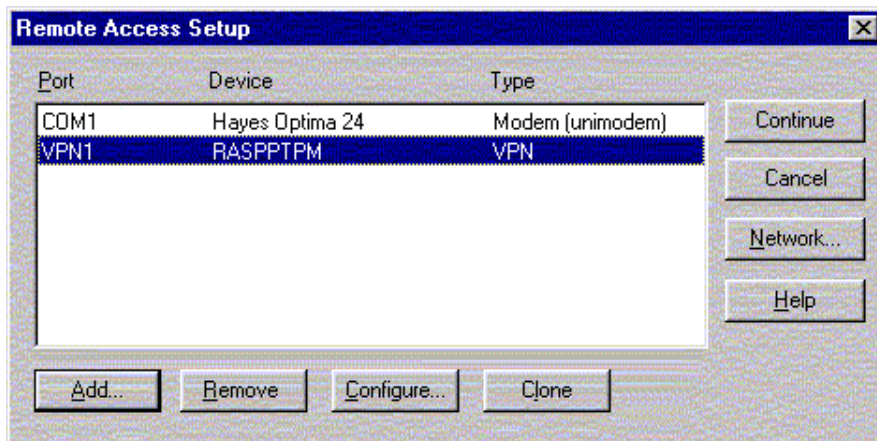 Remote Access Setup
Port Device Type
COM1 Hayes Optima 24 Modem (unimodem)
VPN1 RASPPTPM VPN
Continue
Cancel
Network...
Help
Add... Remove Configure... Clone